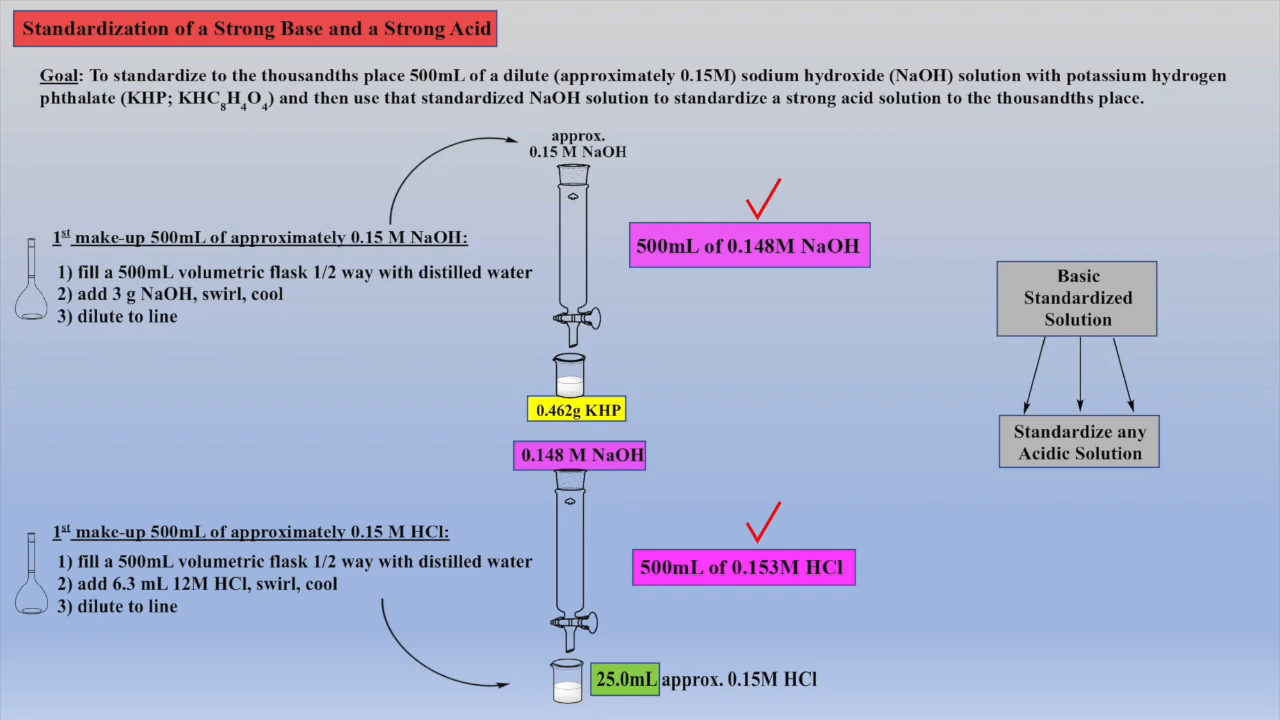 Standardization of a Strong Base and a Strong Acid
Goal: To standardize to the thousandths place 500mL of a dilute (approximately 0.15M) sodium hydroxide (NaOH) solution with potassium hydrogen
phthalate (KHP; KHC₈H₄O₄) and then use that standardized NaOH solution to standardize a strong acid solution to the thousandths place.
approx.
0.15 M NaOH
1st make-up 500mL of approximately 0.15 M NaOH:
1) fill a 500mL volumetric flask 1/2 way with distilled water
2) add 3 g NaOH, swirl, cool
3) dilute to line
500mL of 0.148M NaOH
Basic
Standardized
Solution
0.462g KHP
Standardize any
Acidic Solution
0.148 M NaOH
1st make-up 500mL of approximately 0.15 M HCl:
1) fill a 500mL volumetric flask 1/2 way with distilled water
2) add 6.3 mL 12M HCl, swirl, cool
3) dilute to line
500mL of 0.153M HCl
25.0mL approx. 0.15M HCl